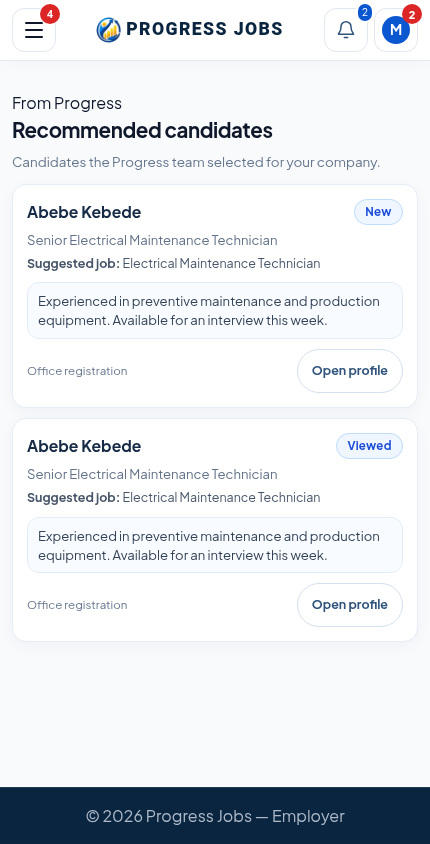 4
PROGRESS JOBS
2
M
2
From Progress
Recommended candidates
Candidates the Progress team selected for your company.
Abebe Kebede
New
Senior Electrical Maintenance Technician
Suggested job: Electrical Maintenance Technician
Experienced in preventive maintenance and production
equipment. Available for an interview this week.
Office registration
Open profile
Abebe Kebede
Viewed
Senior Electrical Maintenance Technician
Suggested job: Electrical Maintenance Technician
Experienced in preventive maintenance and production
equipment. Available for an interview this week.
Office registration
Open profile
© 2026 Progress Jobs — Employer